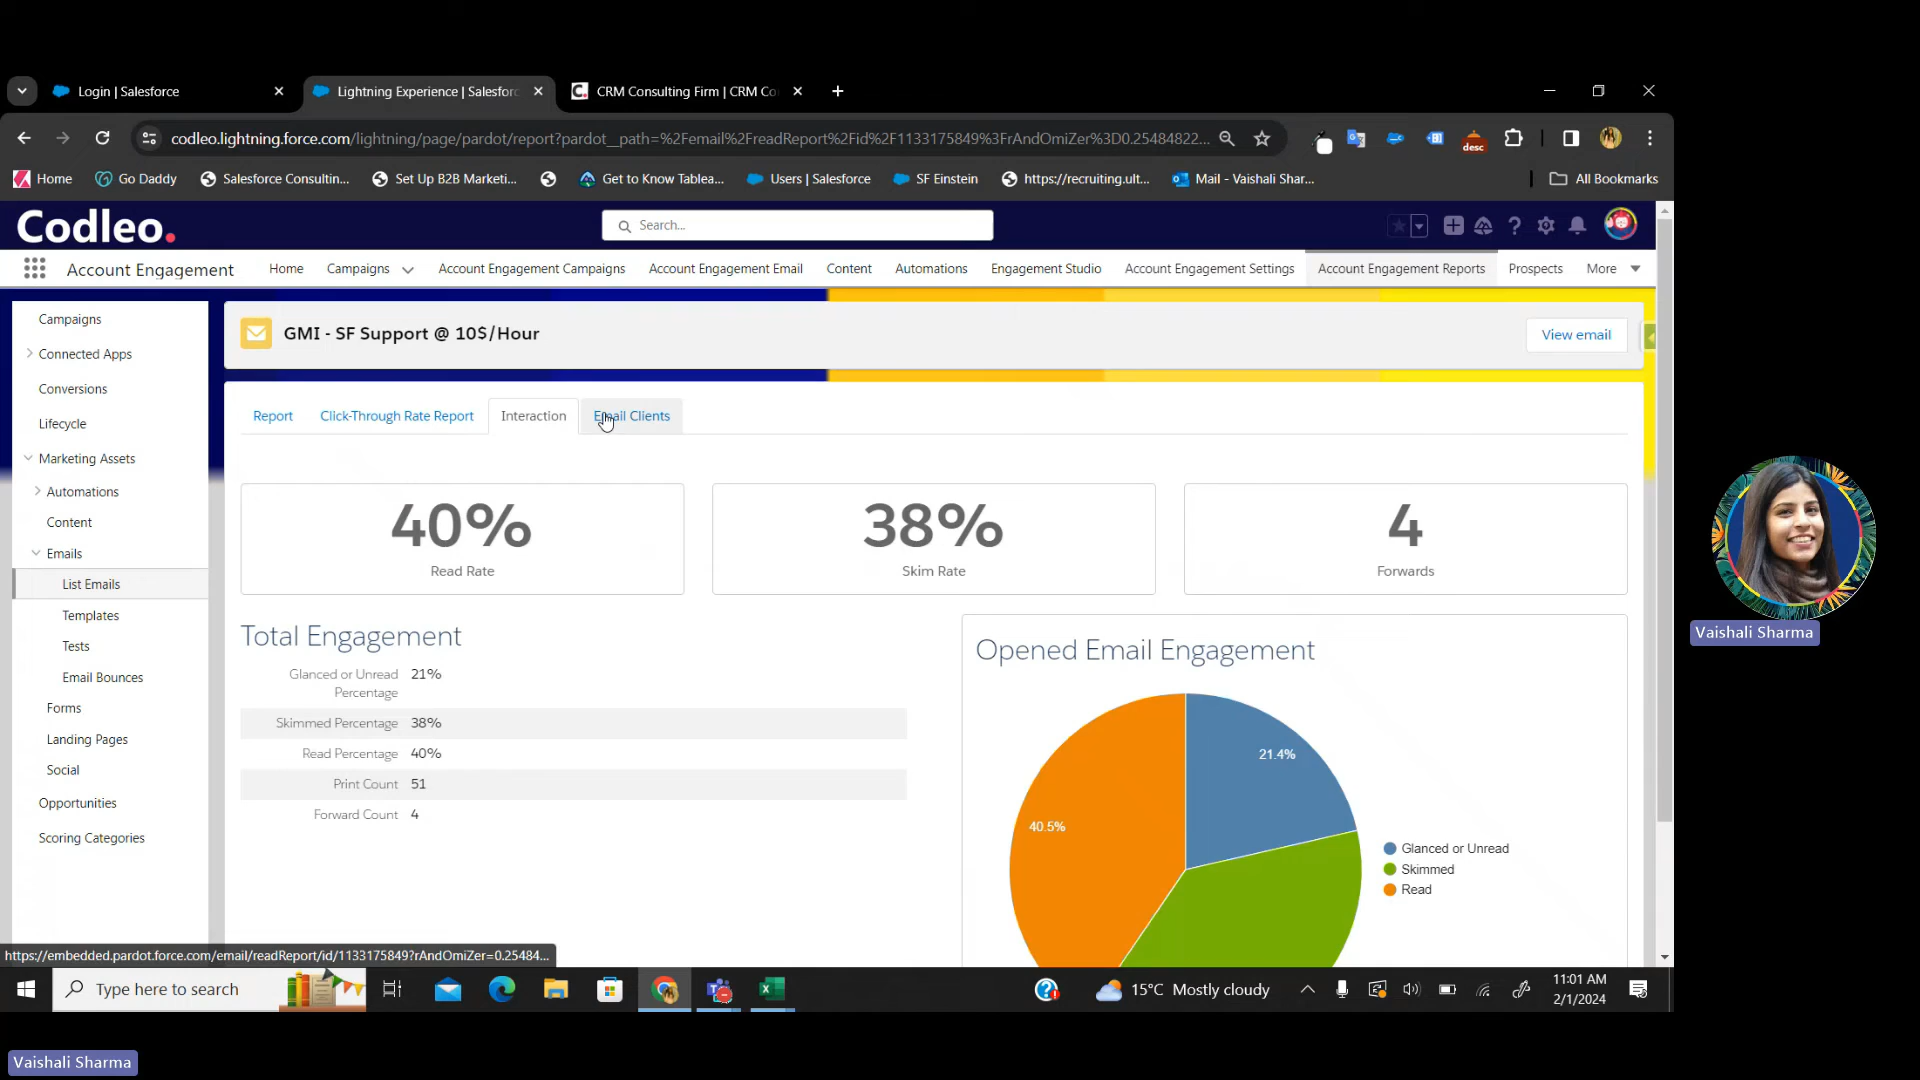 Login | Salesforce
Lightning Experience | Salesforc
C.
CRM Consulting Firm | CRM Co
codleo.lightning.force.com/lightning/page/pardot/report?pardot__path=%2Femail%2FreadReport%2Fid%2F1133175849%3FrAndOmiZer%3D0.25484822...
desc
Home
Go Daddy
Salesforce Consultin...
Set Up B2B Marketi...
Get to Know Tablea...
Users | Salesforce
SF Einstein
https://recruiting.ult...
Mail - Vaishali Shar...
All Bookmarks
Codleo.
Search...
Account Engagement
Home
Campaigns
Account Engagement Campaigns
Account Engagement Email
Content
Automations
Engagement Studio
Account Engagement Settings
Account Engagement Reports
Prospects
More
Campaigns
Connected Apps
Conversions
Lifecycle
Marketing Assets
Automations
Content
Emails
List Emails
Templates
Tests
Email Bounces
Forms
Landing Pages
Social
Opportunities
Scoring Categories
GMI - SF Support @ 10$/Hour
View email
Report
Click-Through Rate Report
Interaction
Email Clients
40%
Read Rate
38%
Skim Rate
4
Forwards
Total Engagement
Glanced or Unread Percentage 21%
Skimmed Percentage 38%
Read Percentage 40%
Print Count 51
Forward Count 4
Opened Email Engagement
21.4%
40.5%
Glanced or Unread
Skimmed
Read
https://embedded.pardot.force.com/email/readReport/id/1133175849?rAndOmiZer=0.25484...
Type here to search
15°C Mostly cloudy
11:01 AM
2/1/2024
Vaishali Sharma
Vaishali Sharma